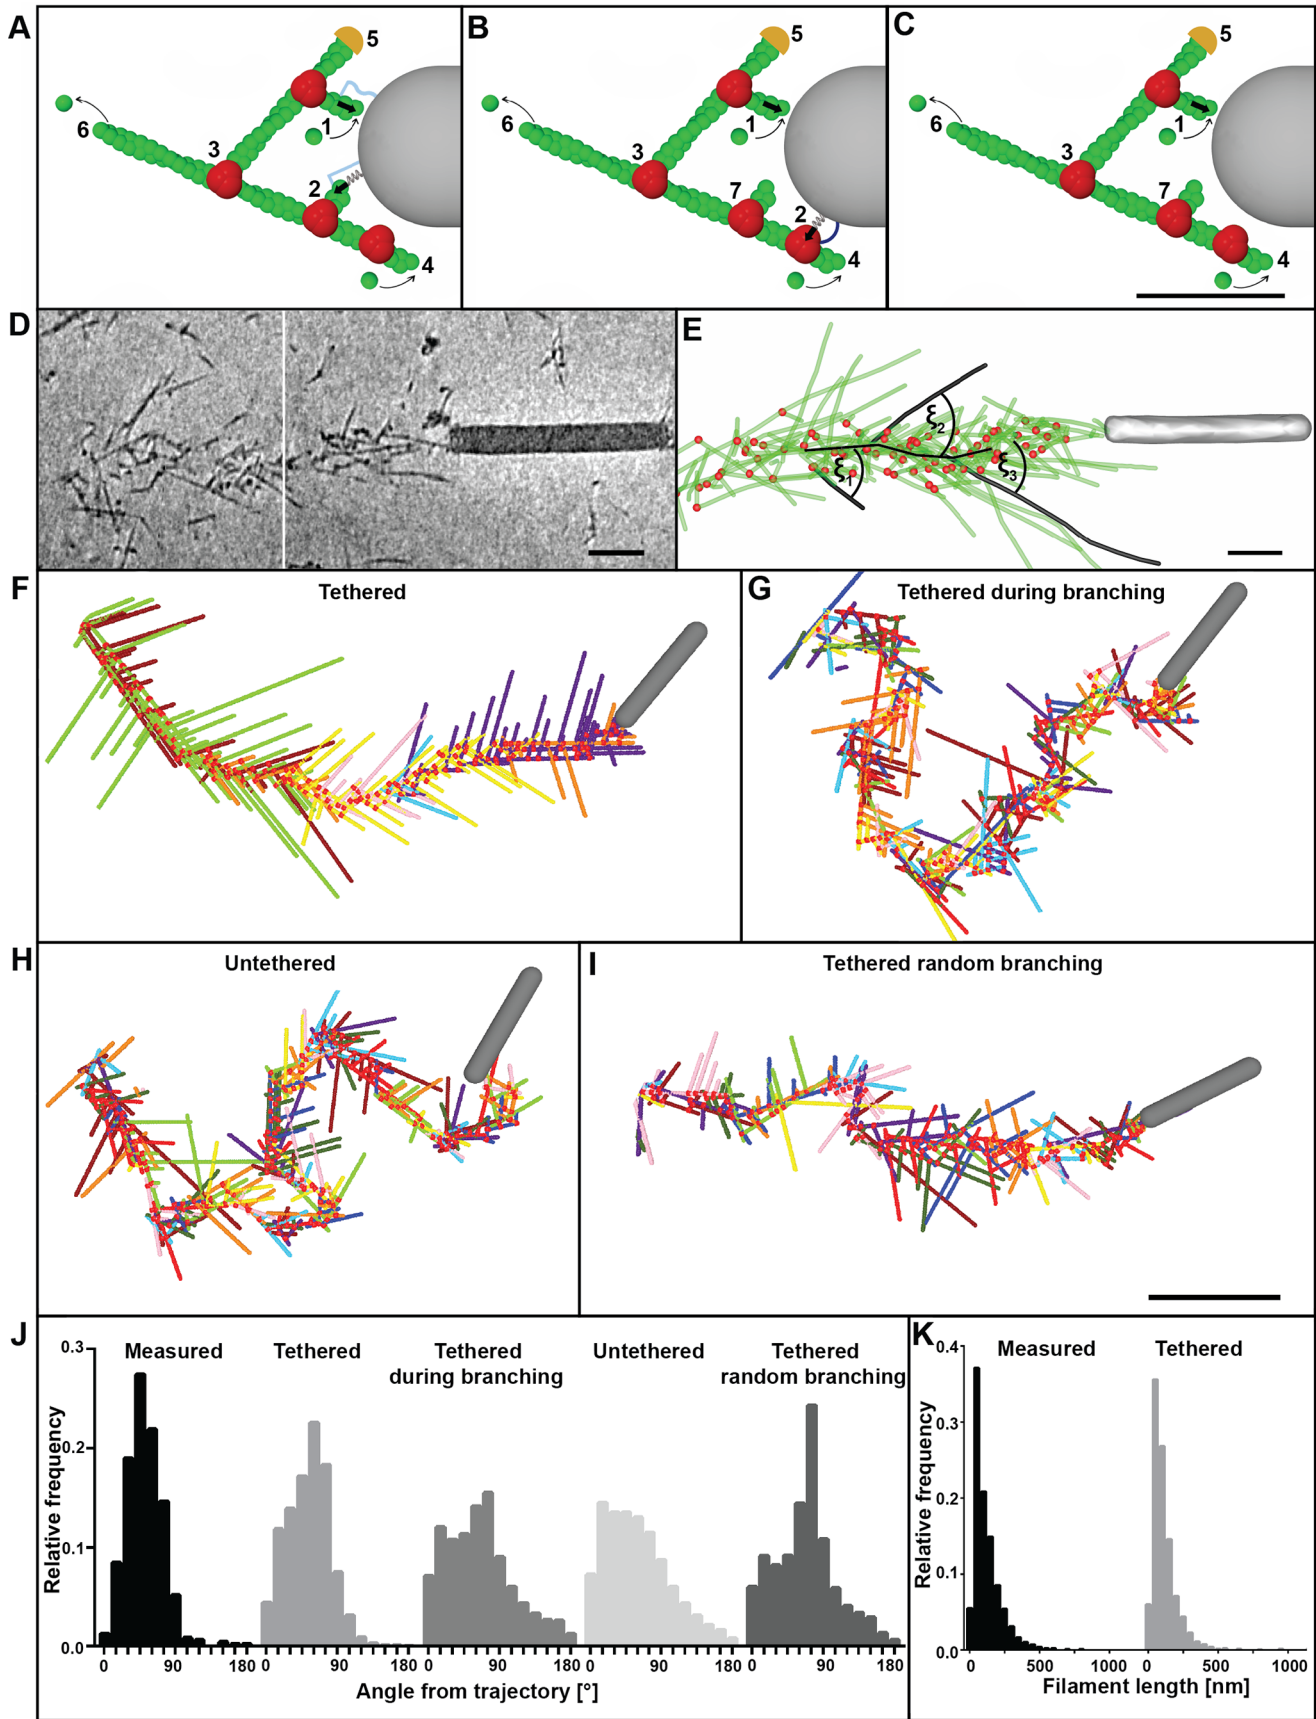 A
5
1
6
3
2
4
B
5
1
6
3
7
2
4
C
5
1
6
3
7
4
D
E
ξ2
ξ1
ξ3
F
Tethered
G
Tethered during branching
H
Untethered
I
Tethered random branching
J
Measured
Tethered
Tethered
during branching
Untethered
Tethered
random branching
0.3
0.2
0.1
0.0
Relative frequency
0 90 180 0 90 180 0 90 180 0 90 180 0 90 180
Angle from trajectory [°]
K
Measured
Tethered
0.4
0.3
0.2
0.1
0.0
Relative frequency
0 500 1000 0 500 1000
Filament length [nm]